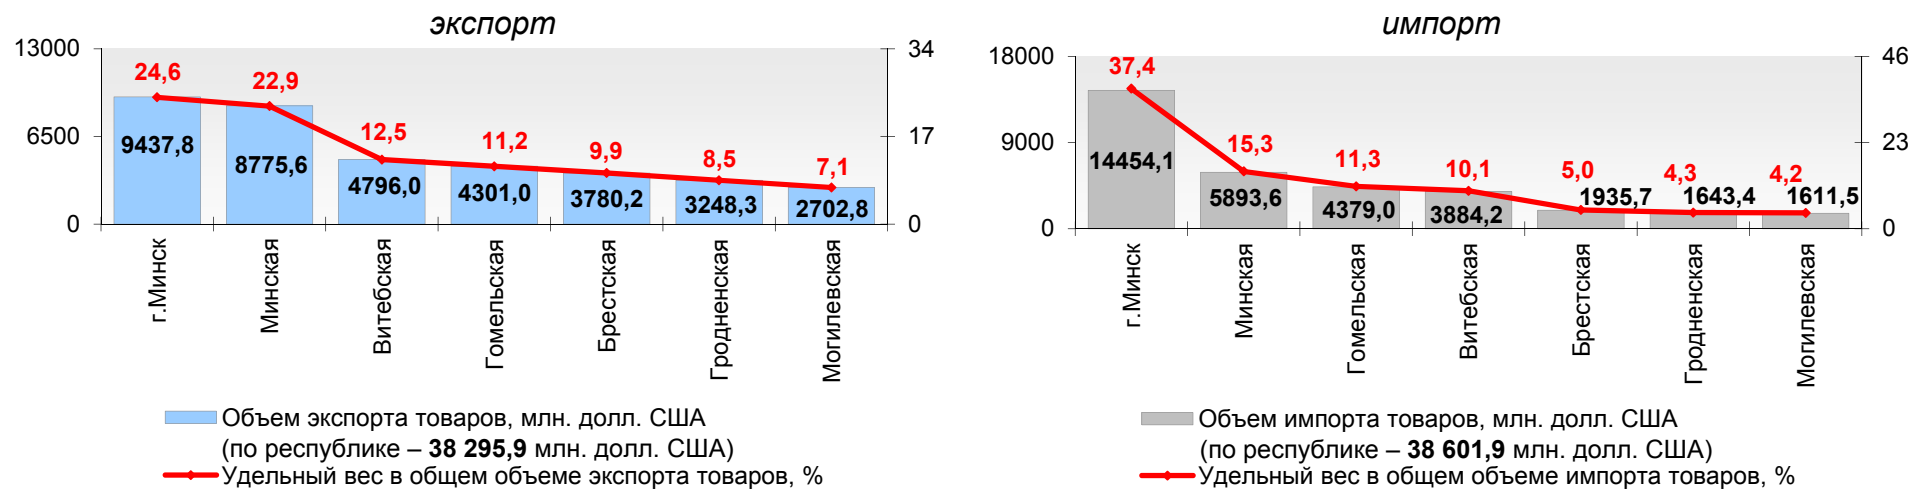 экспорт
13000
6500
0
34
17
0
24,6
22,9
12,5
11,2
9,9
8,5
7,1
9437,8
8775,6
4796,0
4301,0
3780,2
3248,3
2702,8
г.Минск
Минская
Витебская
Гомельская
Брестская
Гродненская
Могилевская
Объем экспорта товаров, млн. долл. США
(по республике – 38 295,9 млн. долл. США)
Удельный вес в общем объеме экспорта товаров, %
импорт
18000
9000
0
46
23
0
37,4
15,3
11,3
10,1
5,0
4,3
4,2
14454,1
5893,6
4379,0
3884,2
1935,7
1643,4
1611,5
г.Минск
Минская
Гомельская
Витебская
Брестская
Гродненская
Могилевская
Объем импорта товаров, млн. долл. США
(по республике – 38 601,9 млн. долл. США)
Удельный вес в общем объеме импорта товаров, %